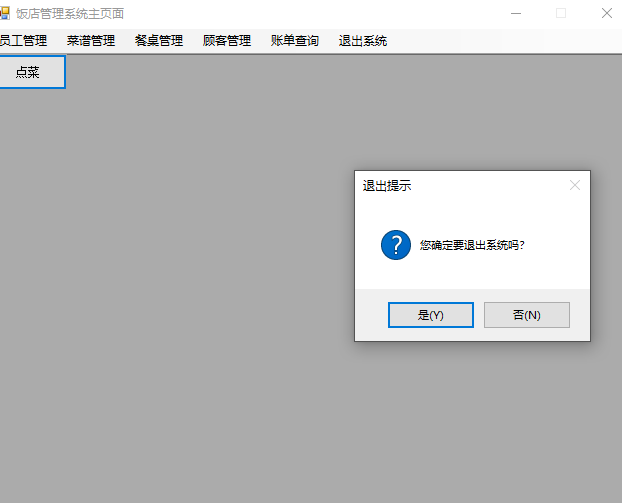 饭店管理系统主页面
员工管理 菜谱管理 餐桌管理 顾客管理 账单查询 退出系统
点菜
退出提示
?
您确定要退出系统吗?
是(Y) 否(N)